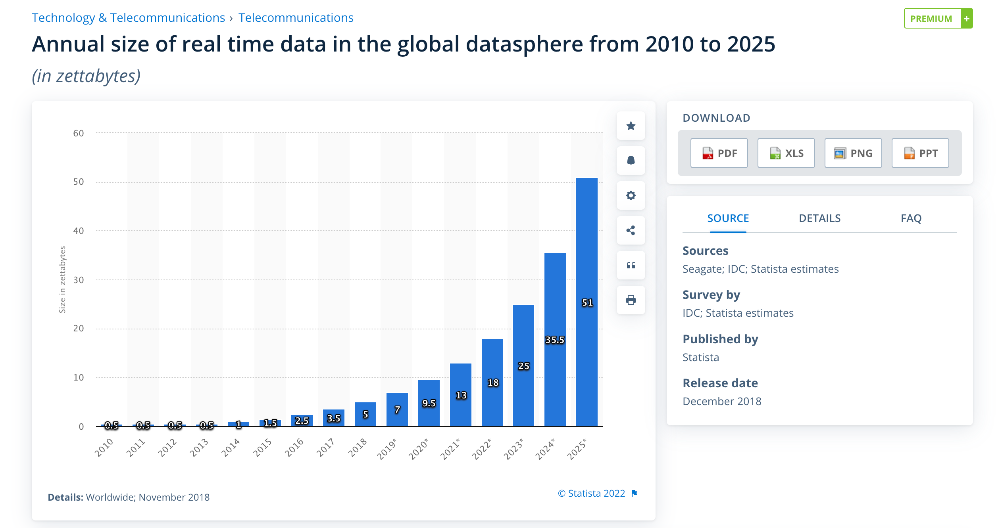 Technology & Telecommunications › Telecommunications
PREMIUM +
Annual size of real time data in the global datasphere from 2010 to 2025
(in zettabytes)
60
50
40
30
20
10
0
Size in zettabytes
0.5
0.5
0.5
0.5
1
1.5
2.5
3.5
5
7
9.5
13
18
25
35.5
51
2010
2011
2012
2013
2014
2015
2016
2017
2018
2019*
2020*
2021*
2022*
2023*
2024*
2025*
Details: Worldwide; November 2018
© Statista 2022
DOWNLOAD
PDF XLS PNG PPT
SOURCE DETAILS FAQ
Sources
Seagate; IDC; Statista estimates
Survey by
IDC; Statista estimates
Published by
Statista
Release date
December 2018